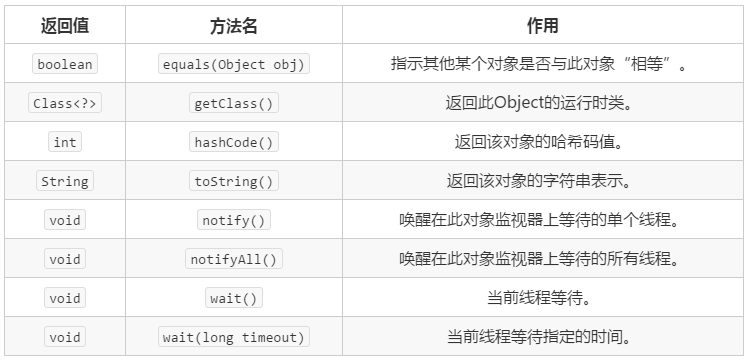 返回值 方法名 作用
boolean equals(Object obj) 指示其他某个对象是否与此对象“相等”。
Class<?> getClass() 返回此Object的运行时类。
int hashCode() 返回该对象的哈希码值。
String toString() 返回该对象的字符串表示。
void notify() 唤醒在此对象监视器上等待的单个线程。
void notifyAll() 唤醒在此对象监视器上等待的所有线程。
void wait() 当前线程等待。
void wait(long timeout) 当前线程等待指定的时间。